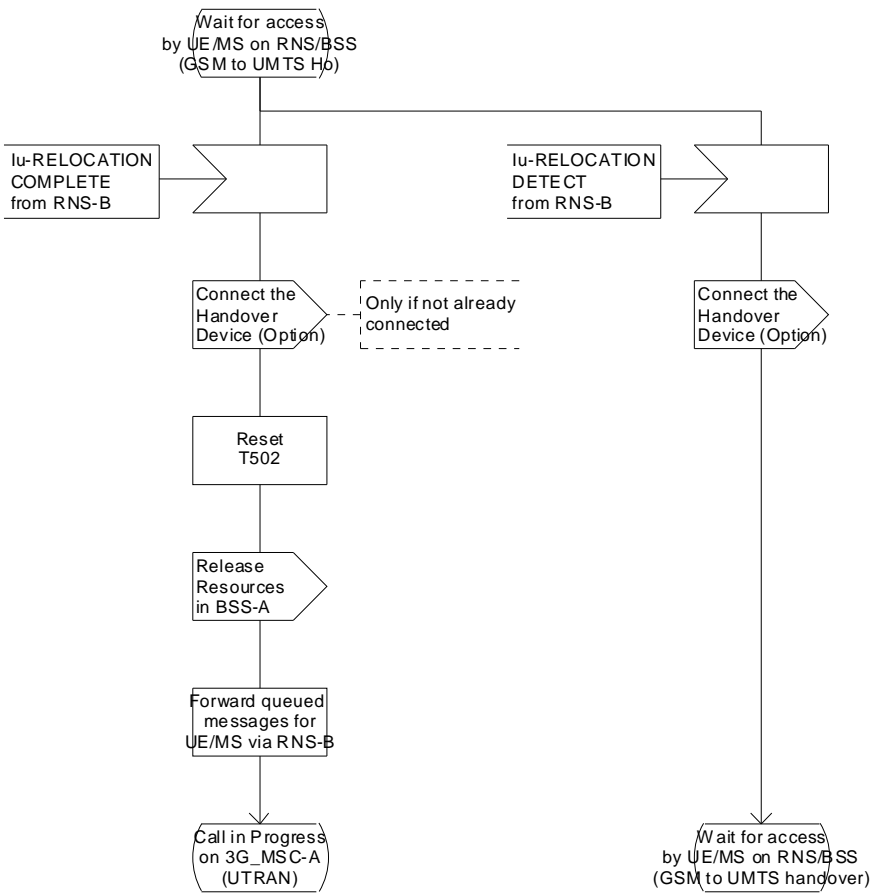 Wait for access
by UE/MS on RNS/BSS
(GSM to UMTS Ho)
Iu-RELOCATION
COMPLETE
from RNS-B
Iu-RELOCATION
DETECT
from RNS-B
Connect the
Handover
Device (Option)
Only if not already
connected
Connect the
Handover
Device (Option)
Reset
T502
Release
Resources
in BSS-A
Forward queued
messages for
UE/MS via RNS-B
Call in Progress
on 3G_MSC-A
(UTRAN)
Wait for access
by UE/MS on RNS/BSS
(GSM to UMTS handover)